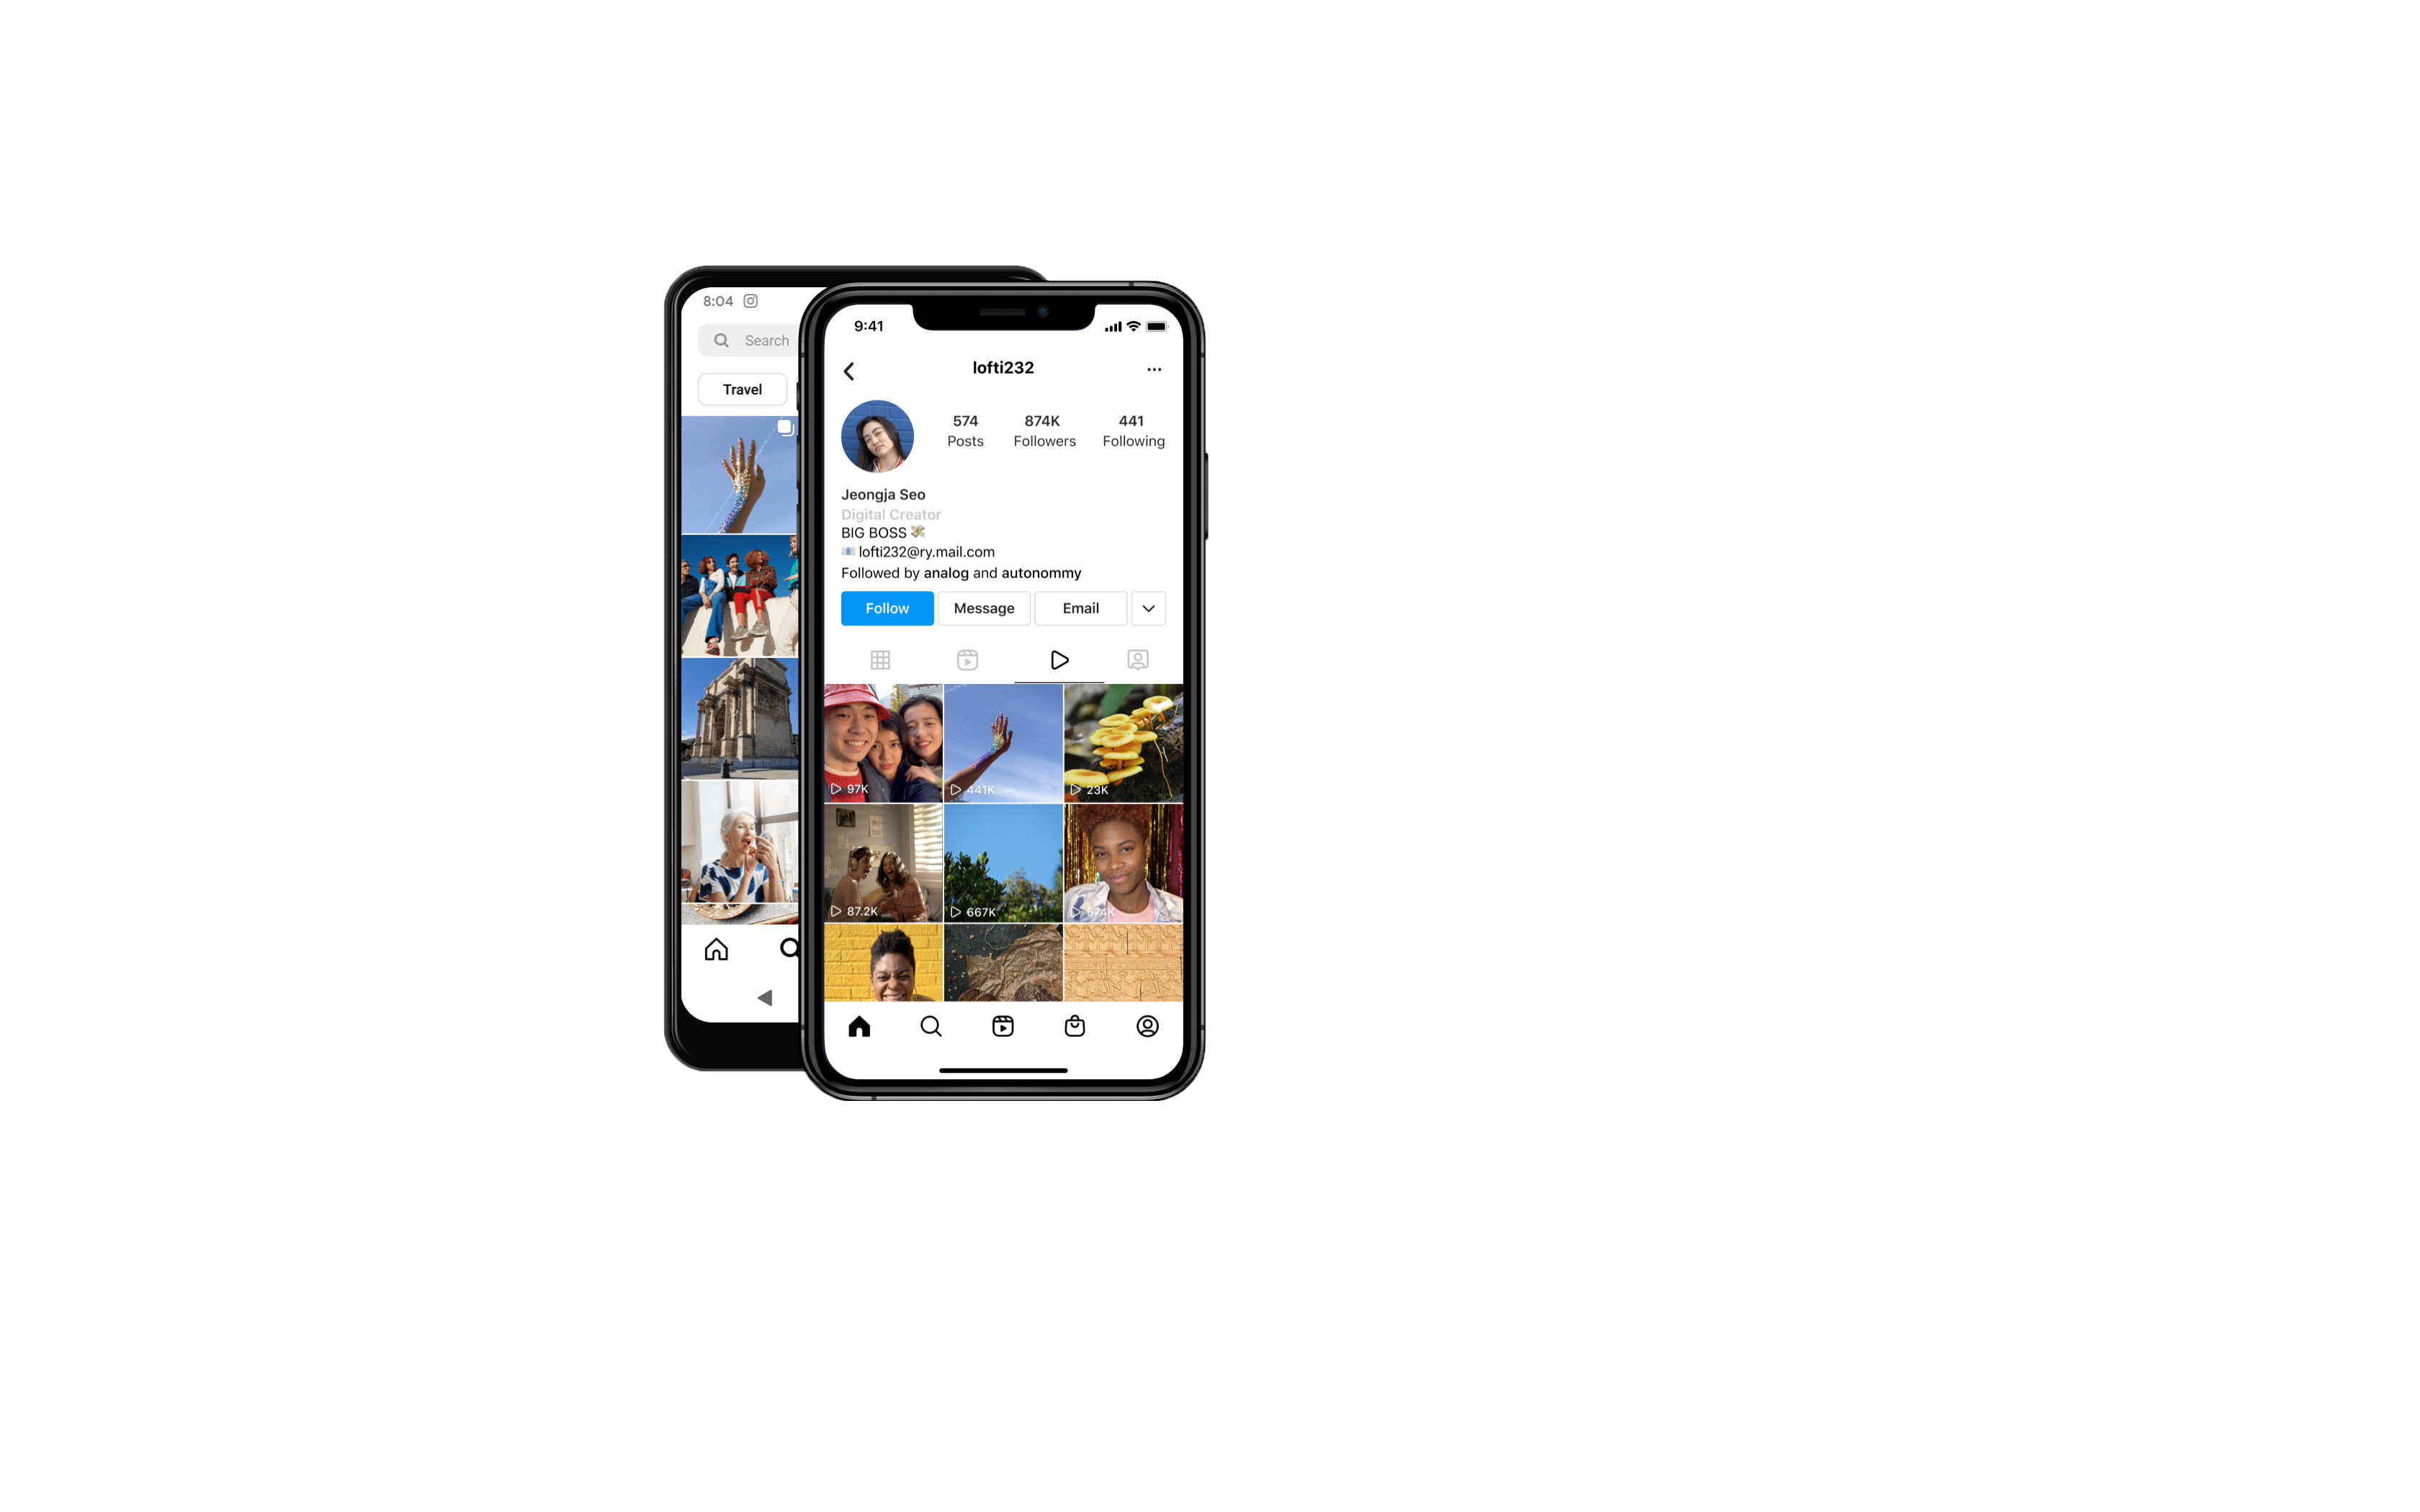 8:04
Search
Travel
9:41
lofti232
574 874K 441
Posts Followers Following
Jeongja Seo
Digital Creator
BIG BOSS 💸
📧 lofti232@ry.mail.com
Followed by analog and autonommy
Follow Message Email
97K 441K 23K
87.2K 667K 574K